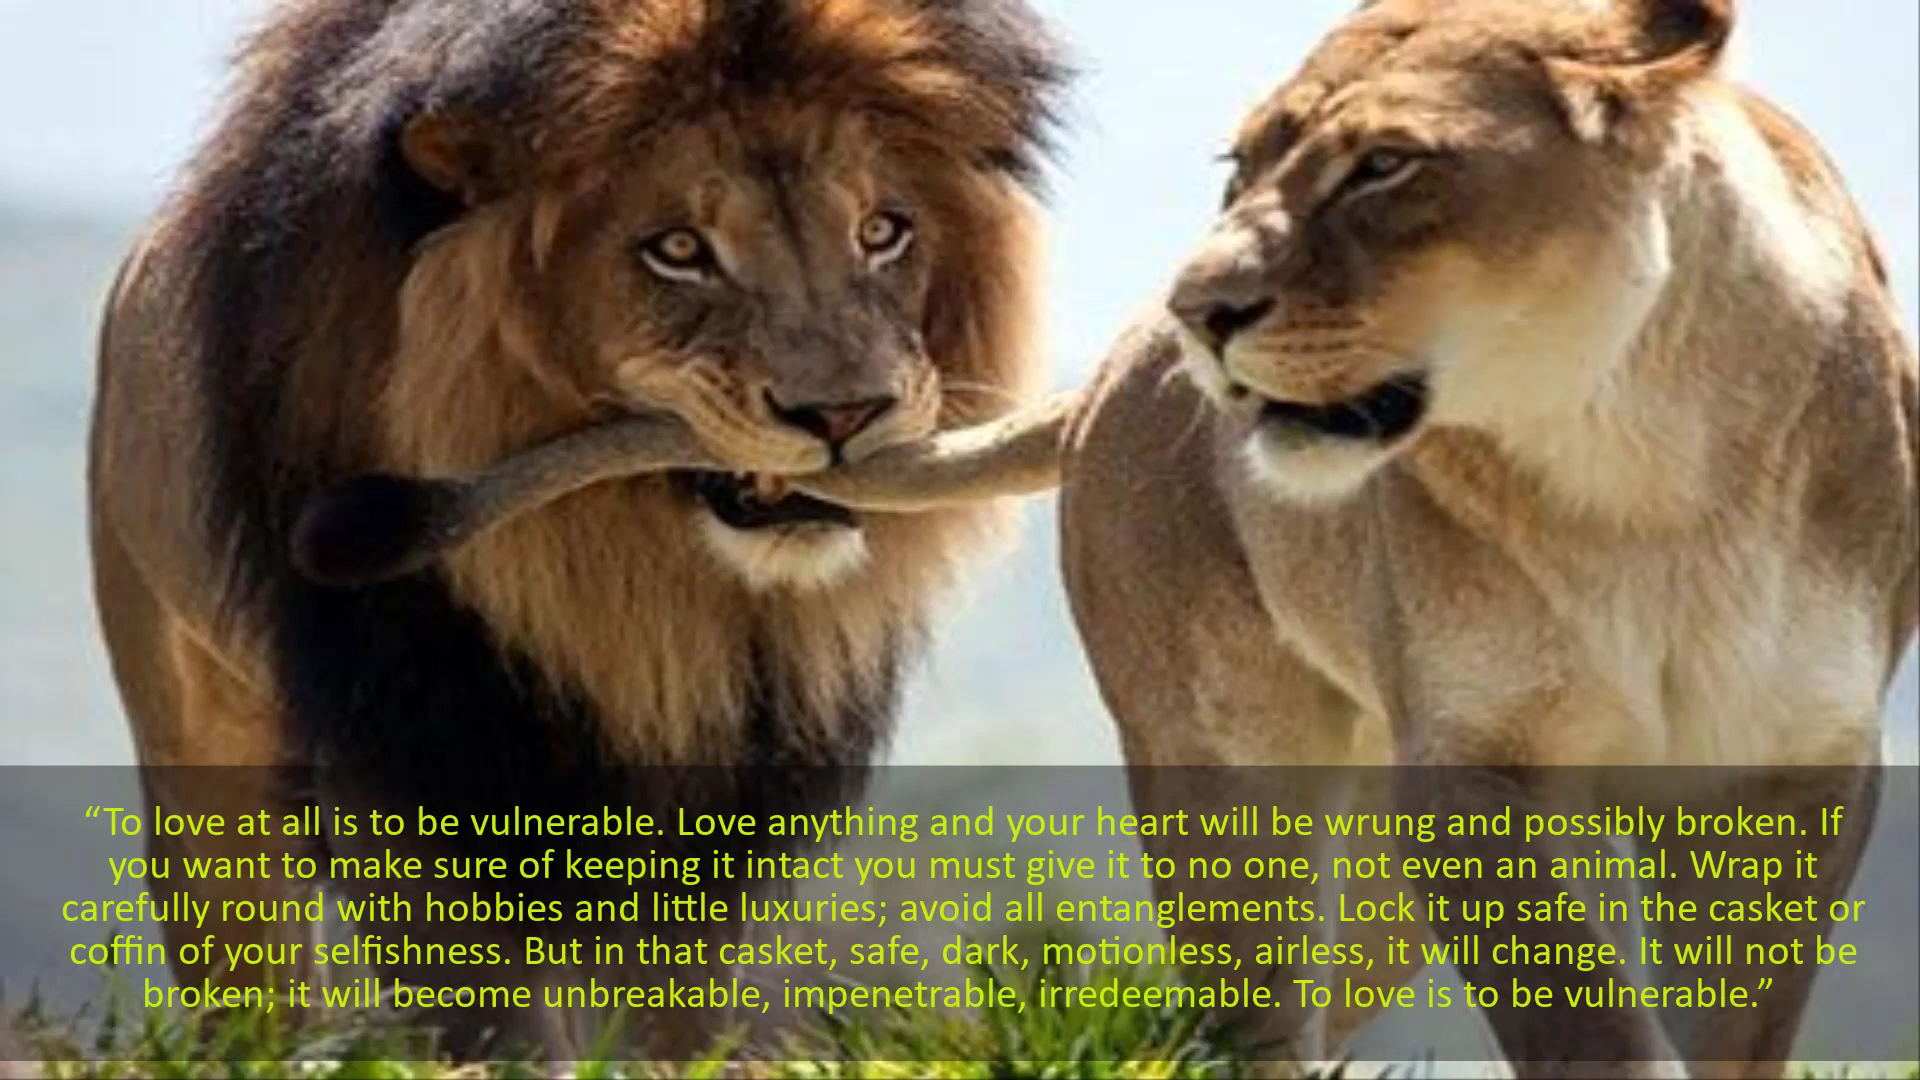 “To love at all is to be vulnerable. Love anything and your heart will be wrung and possibly broken. If
you want to make sure of keeping it intact you must give it to no one, not even an animal. Wrap it
carefully round with hobbies and little luxuries; avoid all entanglements. Lock it up safe in the casket or
coffin of your selfishness. But in that casket, safe, dark, motionless, airless, it will change. It will not be
broken; it will become unbreakable, impenetrable, irredeemable. To love is to be vulnerable.”